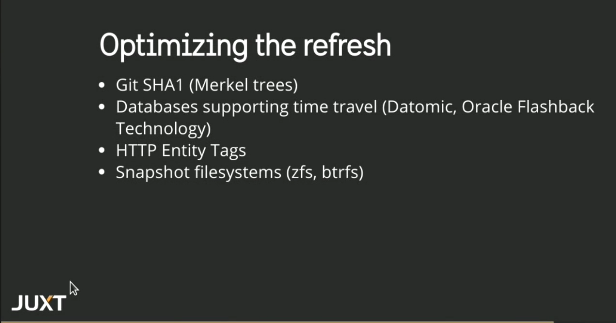 Optimizing the refresh
• Git SHA1 (Merkel trees)
• Databases supporting time travel (Datomic, Oracle Flashback
Technology)
• HTTP Entity Tags
• Snapshot filesystems (zfs, btrfs)
JUXT